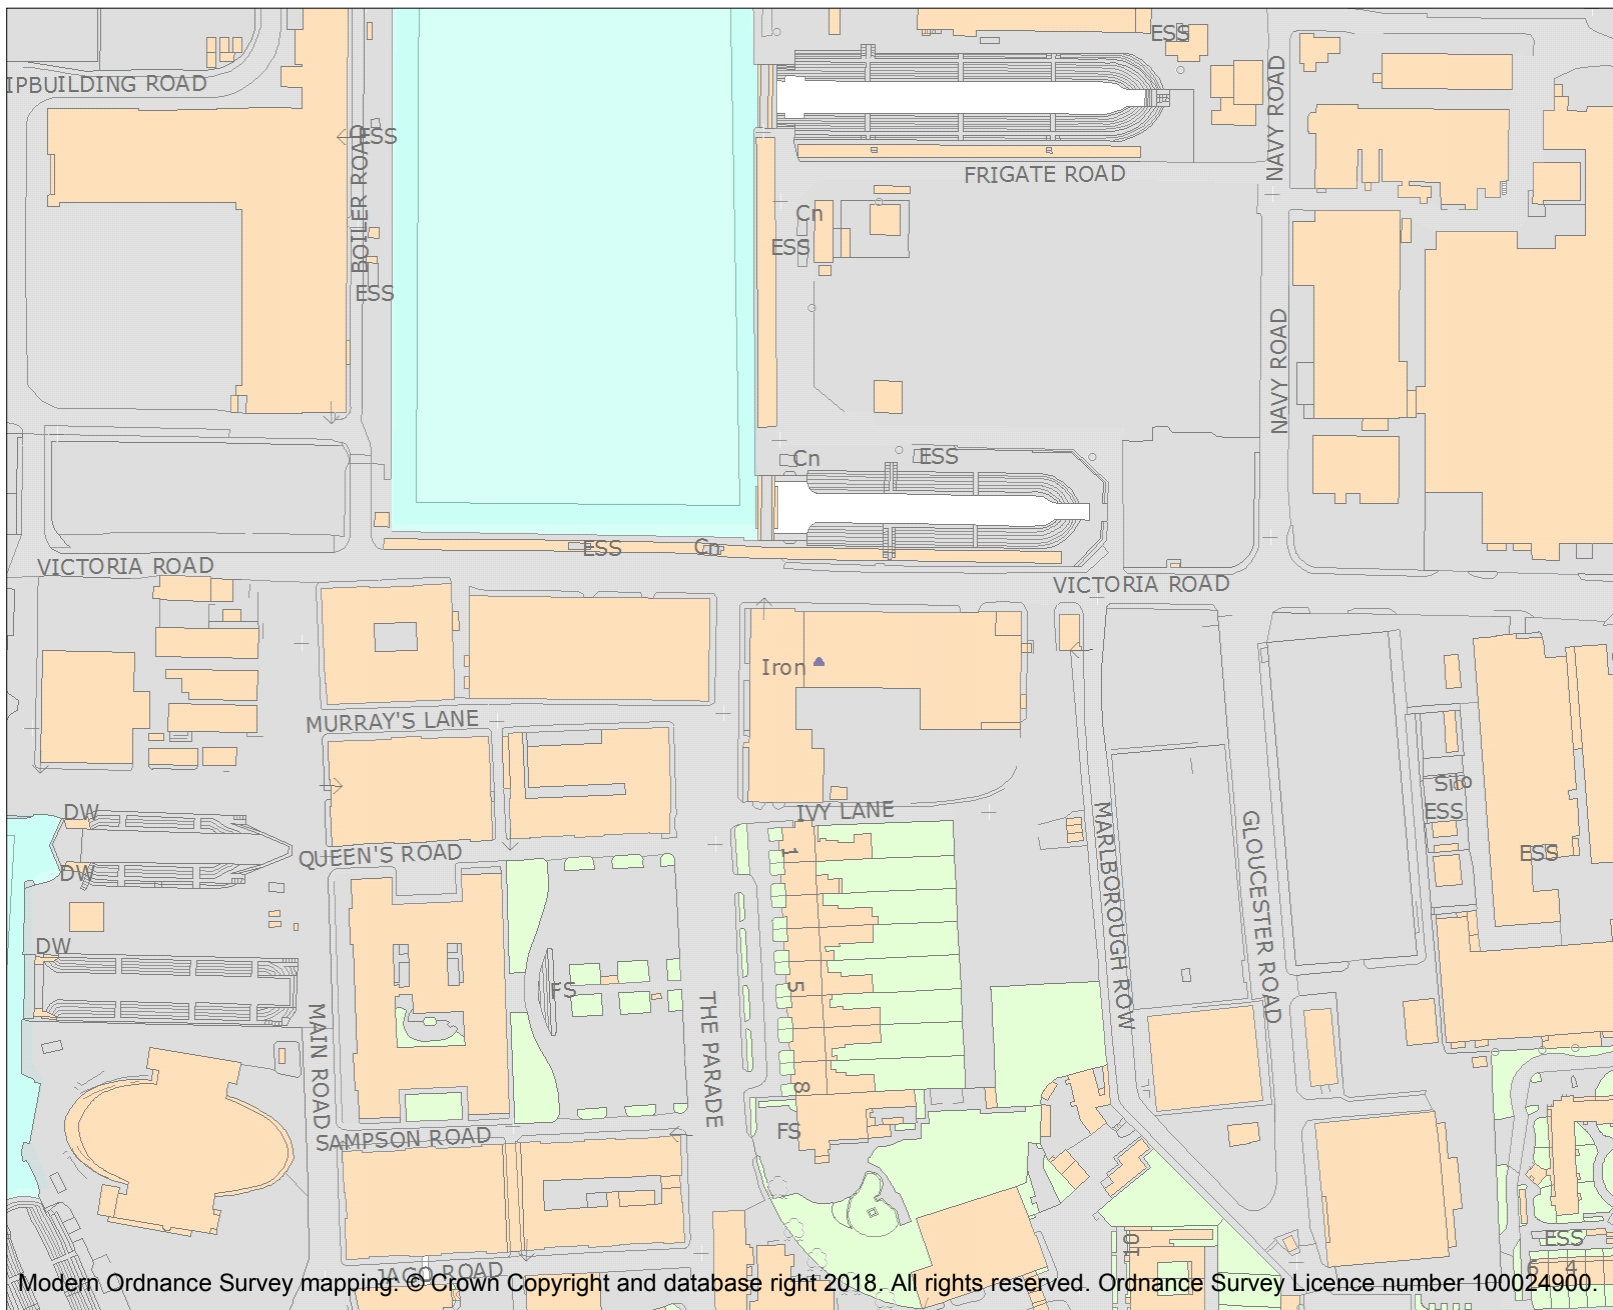 ESS
IPBUILDING ROAD
NAVY ROAD
ESS
BOILER ROAD
FRIGATE ROAD
Cn
ESS
ESS
NAVY ROAD
Cn
ESS
ESS
Cn
VICTORIA ROAD
VICTORIA ROAD
Iron
MURRAY'S LANE
Silo
DW
IVY LANE
ESS
QUEEN'S ROAD
1
MARLBOROUGH ROW
GLOUCESTER ROAD
ESS
DW
DW
FS
5
MAIN ROAD
THE PARADE
8
SAMPSON ROAD
FS
10
ESS
JAGO ROAD
6
4
Modern Ordnance Survey mapping: © Crown Copyright and database right 2018. All rights reserved. Ordnance Survey Licence number 100024900.